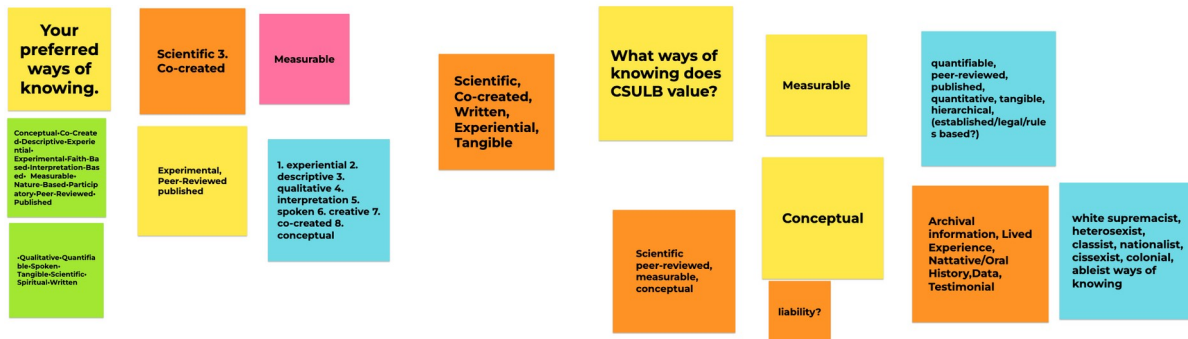 Your
preferred
ways of
knowing.
Scientific 3.
Co-created
Measurable
Conceptual•Co-Create
d•Descriptive•Experie
ntial•
Experimental•Faith-Ba
sed•Interpretation-Bas
ed• Measurable•
Nature-Based•Particip
atory•Peer-Reviewed•
Published
Experimental,
Peer-Reviewed
published
1. experiential 2.
descriptive 3.
qualitative 4.
interpretation 5.
spoken 6. creative 7.
co-created 8.
conceptual
•Qualitative•Quantifia
ble•Spoken•
Tangible•Scientific•
Spiritual•Written
Scientific,
Co-created,
Written,
Experiential,
Tangible
What ways of
knowing does
CSULB value?
Measurable
quantifiable,
peer-reviewed,
published,
quantitative, tangible,
hierarchical,
(established/legal/rule
s based?)
Scientific
peer-reviewed,
measurable,
conceptual
Conceptual
liability?
Archival
information, Lived
Experience,
Nattative/Oral
History,Data,
Testimonial
white supremacist,
heterosexist,
classist, nationalist,
cissexist, colonial,
ableist ways of
knowing